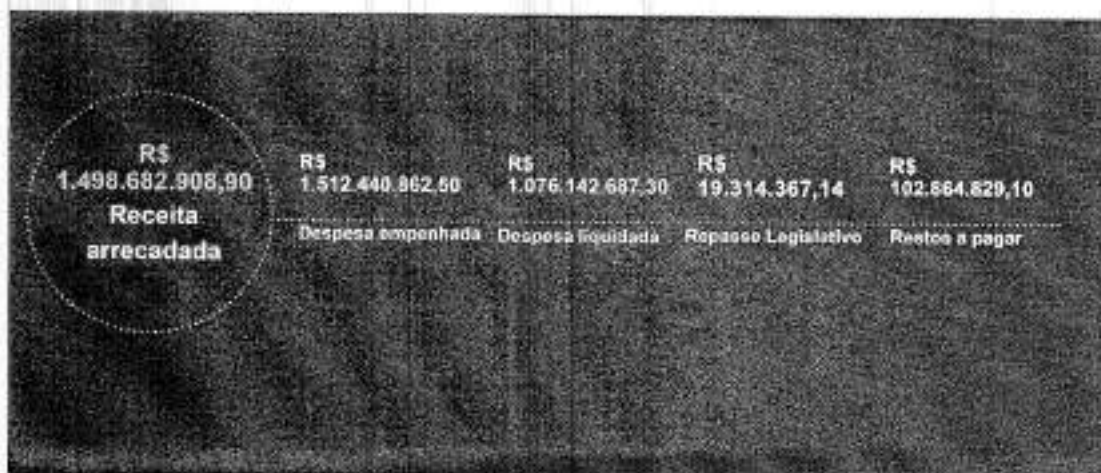 R$
1.498.682.908,90
Receita
arrecadada
R$
1.512.440.862,50
Despesa empenhada
R$
1.076.142.687,30
Despesa liquidada
R$
19.314.367,14
Repasse Legislativo
R$
102.864.829,10
Restos a pagar